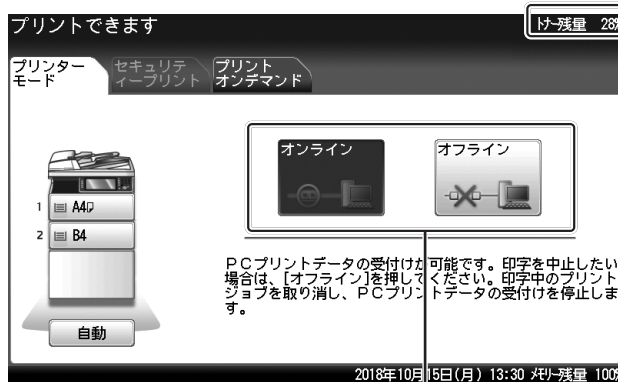 プリントできます
トナー残量 28%
プリンター
モード
セキュリテ
ィープリント
プリント
オンデマンド
オンライン
オフライン
1 A4
2 B4
自動
PCプリントデータの受付けが可能です。印字を中止したい
場合は、[オフライン]を押してください。印字中のプリント
ジョブを取り消し、PCプリントデータの受付けを停止しま
す。
2018年10月15日(月) 13:30 メモリー残量 100%